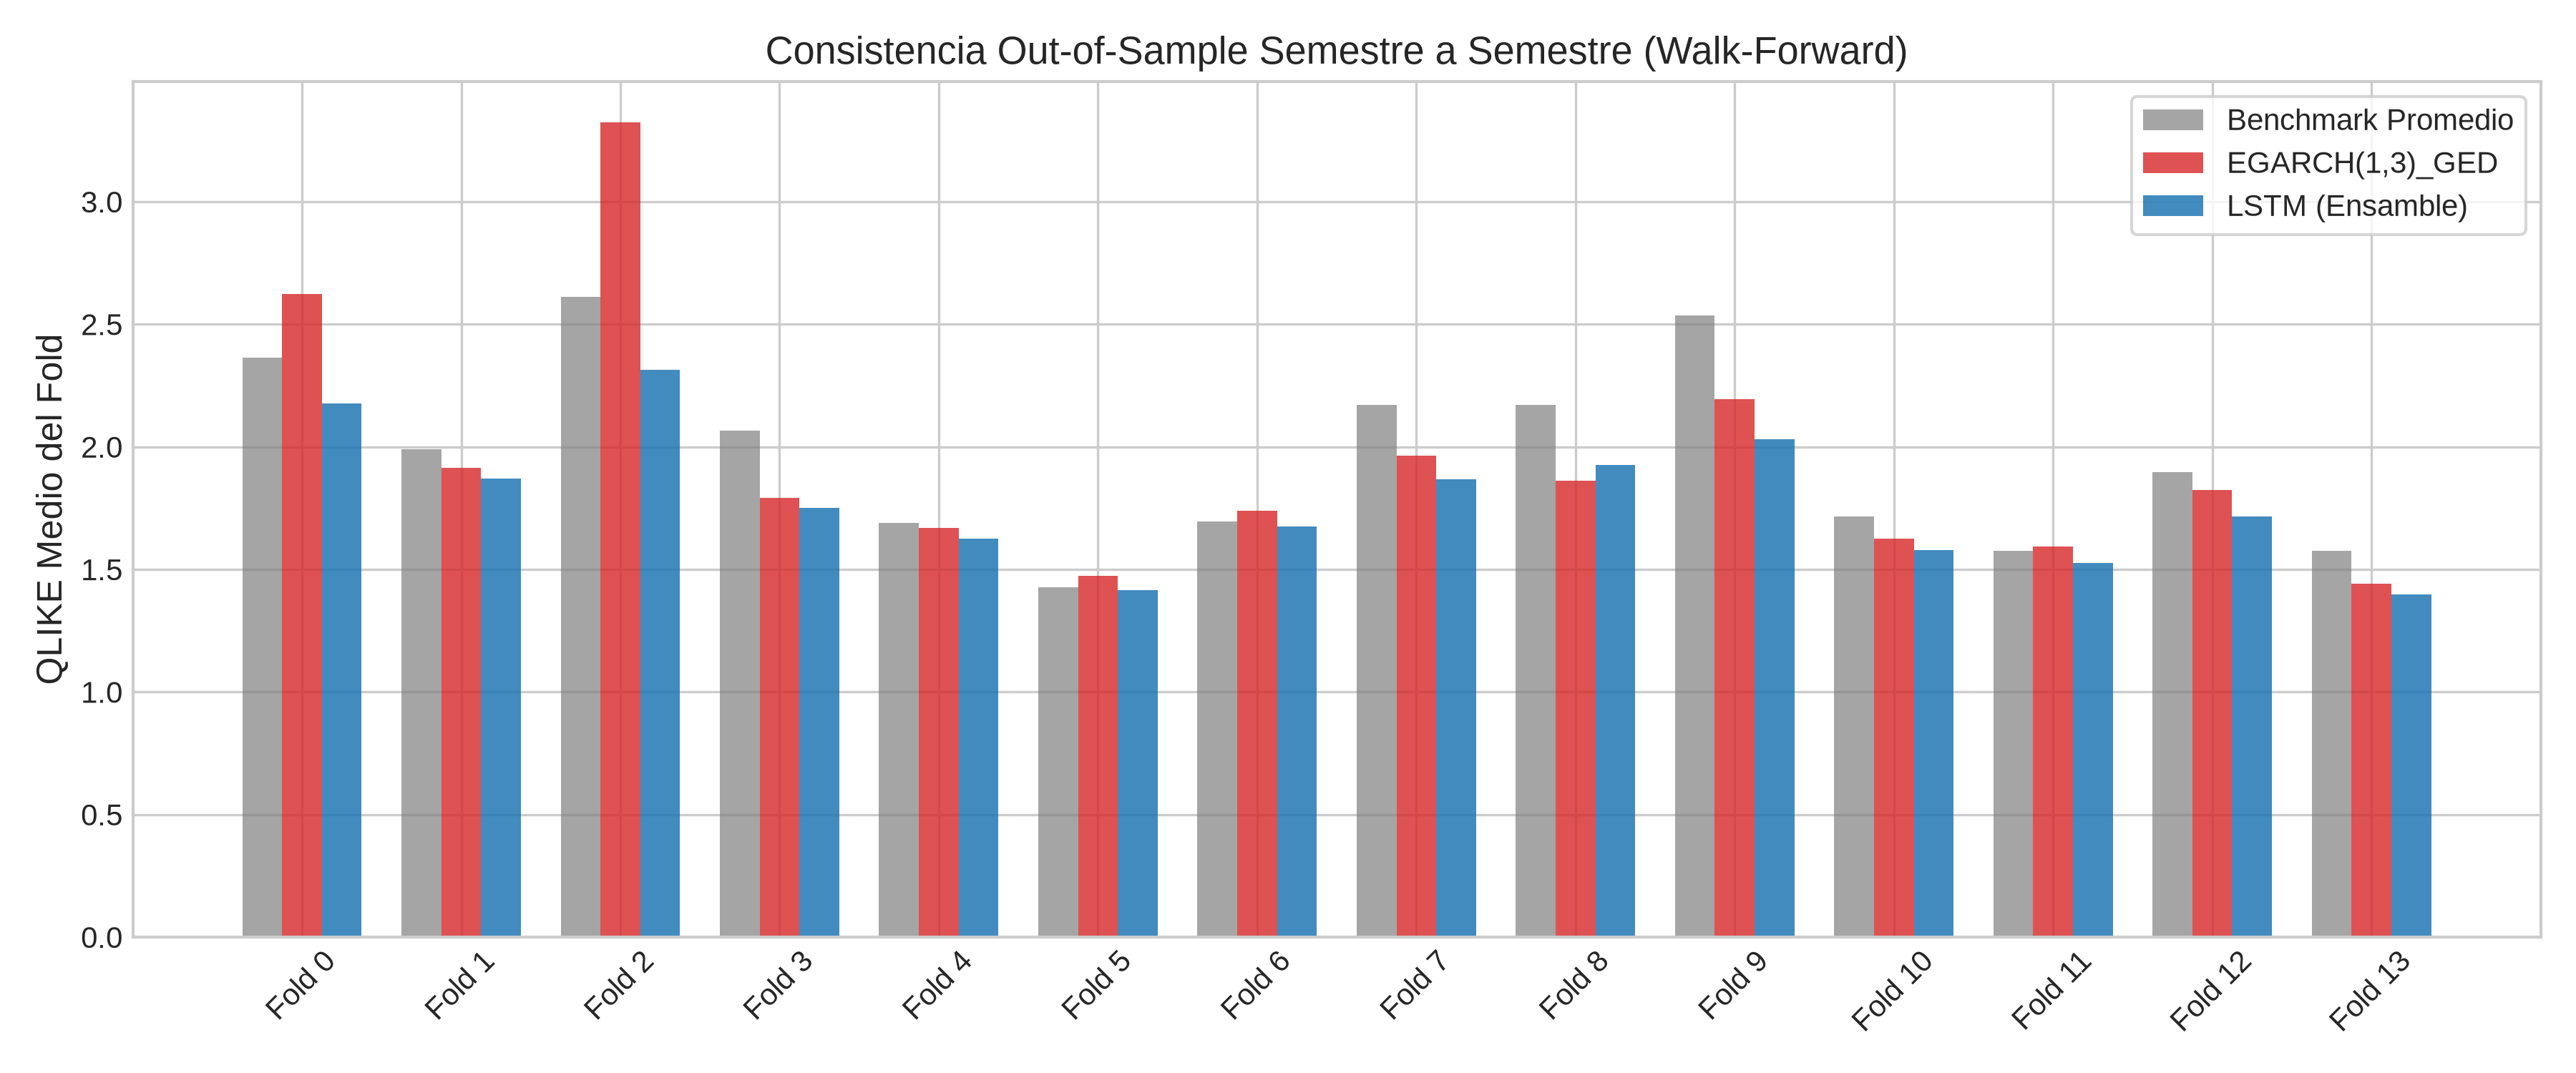 Consistencia Out-of-Sample Semestre a Semestre (Walk-Forward)
Benchmark Promedio
EGARCH(1,3)_GED
LSTM (Ensamble)
QLIKE Medio del Fold
3.0
2.5
2.0
1.5
1.0
0.5
0.0
Fold 0
Fold 1
Fold 2
Fold 3
Fold 4
Fold 5
Fold 6
Fold 7
Fold 8
Fold 9
Fold 10
Fold 11
Fold 12
Fold 13